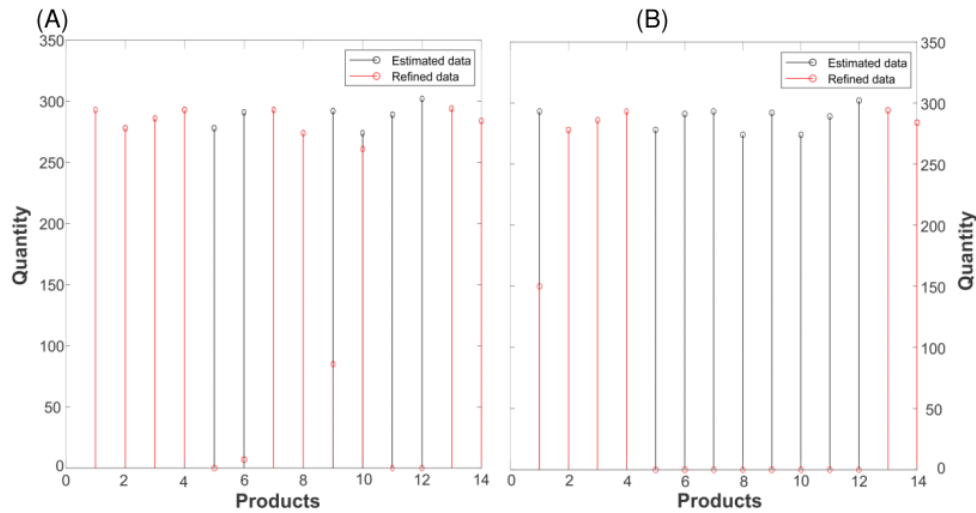 (A)
350
300
250
200
150
100
50
0
0 2 4 6 8 10 12 14
Quantity
Products
Estimated data
Refined data
(B)
350
300
250
200
150
100
50
0
0 2 4 6 8 10 12 14
Quantity
Products
Estimated data
Refined data